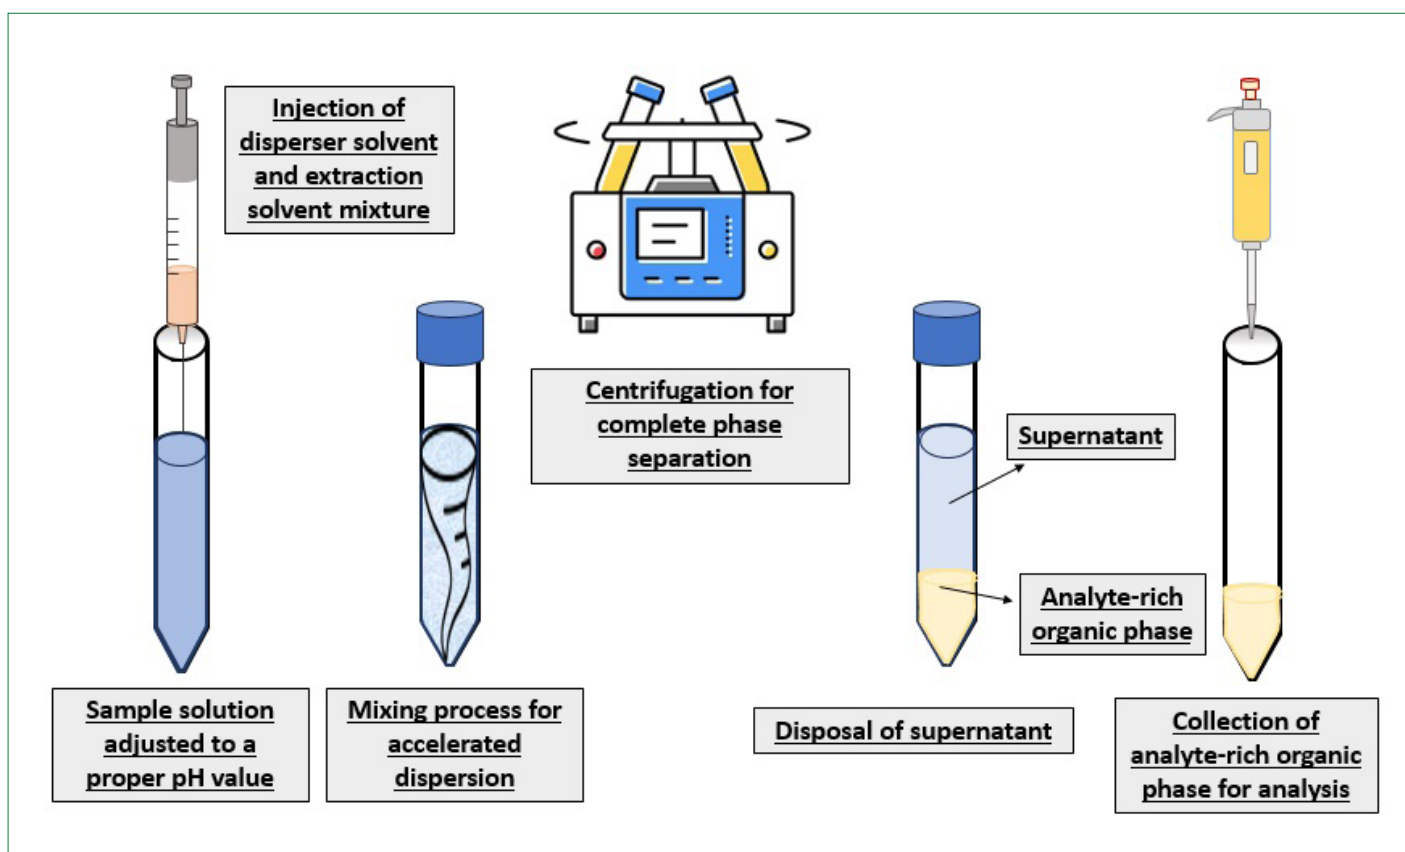 Injection of
disperser solvent
and extraction
solvent mixture
Sample solution
adjusted to a
proper pH value
Mixing process for
accelerated
dispersion
Centrifugation for
complete phase
separation
Supernatant
Analyte-rich
organic phase
Disposal of supernatant
Collection of
analyte-rich organic
phase for analysis